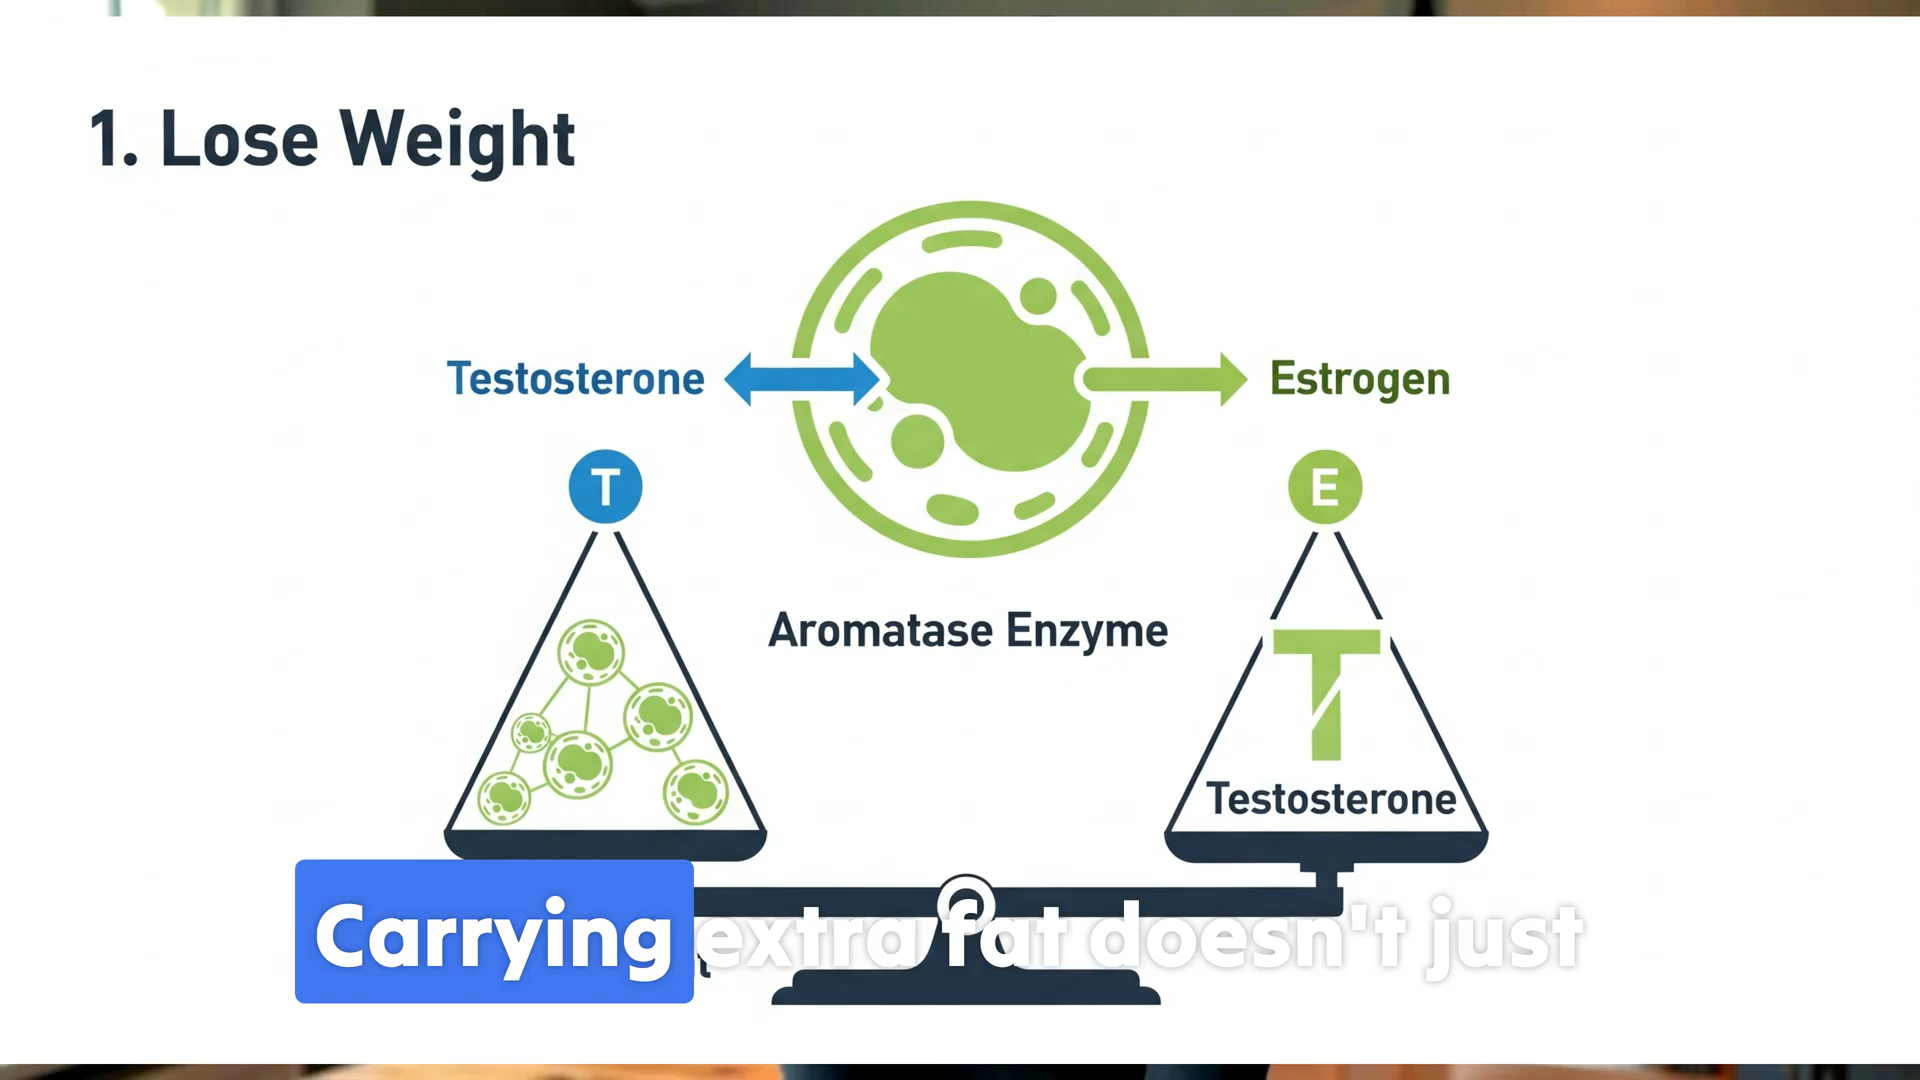 1. Lose Weight
Testosterone
Estrogen
T
E
Aromatase Enzyme
T
Testosterone
Carrying extra fat doesn't just